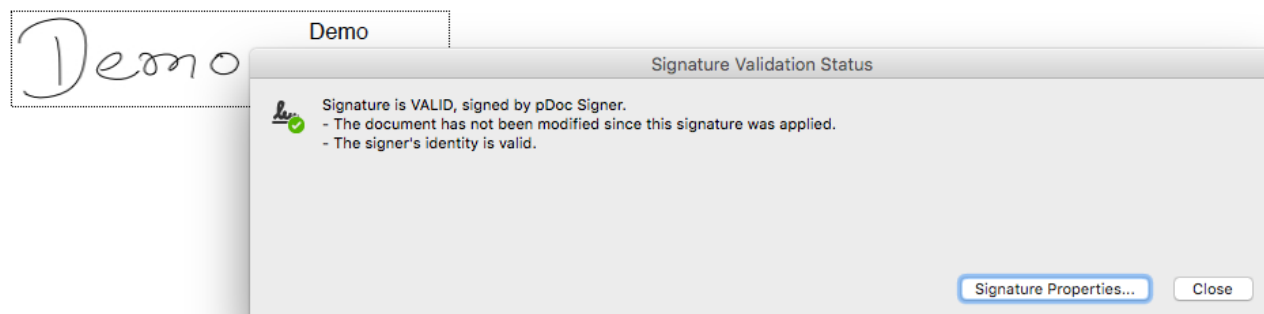 Demo
Demo
Signature Validation Status
Signature is VALID, signed by pDoc Signer.
- The document has not been modified since this signature was applied.
- The signer's identity is valid.
Signature Properties... Close